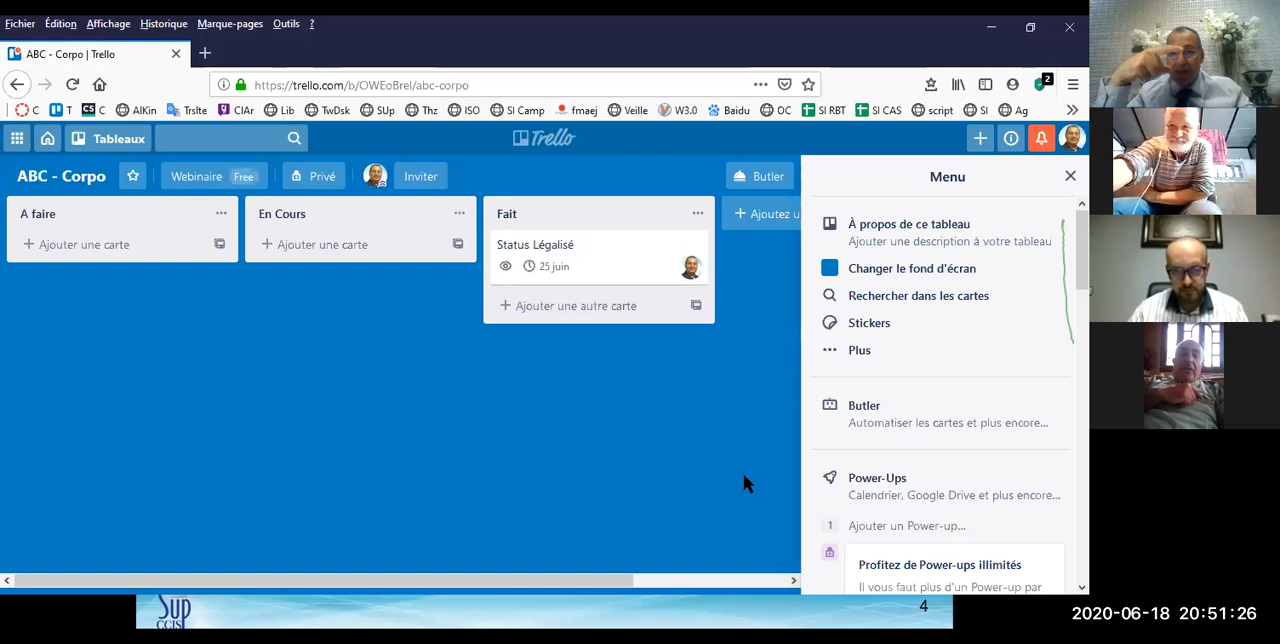 Fichier Édition Affichage Historique Marque-pages Outils ?
ABC - Corpo | Trello
https://trello.com/b/OWEoBrel/abc-corpo
2
C T C AlKin Trslte CIAr Lib TwDsk SUp Thz ISO SI Camp fmaej Veille W3.0 Baidu OC SI RBT SI CAS script SI Ag
Tableaux
Trello
ABC - Corpo Webinaire Free Privé Inviter Butler
A faire
Ajouter une carte
En Cours
Ajouter une carte
Fait
Status Légalisé
25 juin
Ajouter une autre carte
Ajoutez u
Menu
À propos de ce tableau
Ajouter une description à votre tableau
Changer le fond d'écran
Rechercher dans les cartes
Stickers
Plus
Butler
Automatiser les cartes et plus encore...
Power-Ups
Calendrier, Google Drive et plus encore...
1 Ajouter un Power-up...
Profitez de Power-ups illimités
Il vous faut plus d'un Power-up par
Sup
CCIS
4
2020-06-18 20:51:26